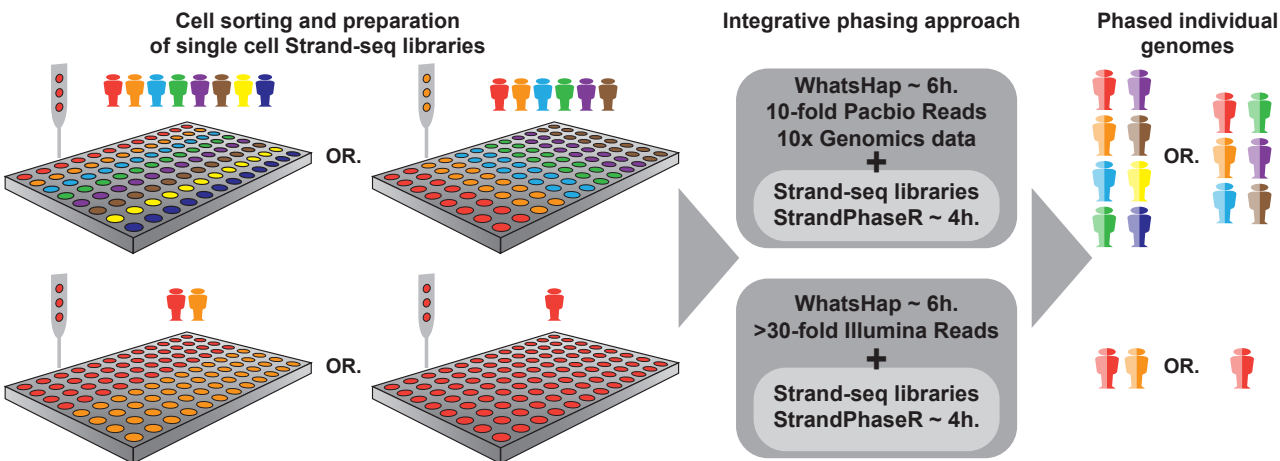 Cell sorting and preparation
of single cell Strand-seq libraries
Integrative phasing approach
Phased individual
genomes
OR.
WhatsHap ~ 6h.
10-fold Pacbio Reads
10x Genomics data
+
Strand-seq libraries
StrandPhaseR ~ 4h.
OR.
OR.
WhatsHap ~ 6h.
>30-fold Illumina Reads
+
Strand-seq libraries
StrandPhaseR ~ 4h.
OR.